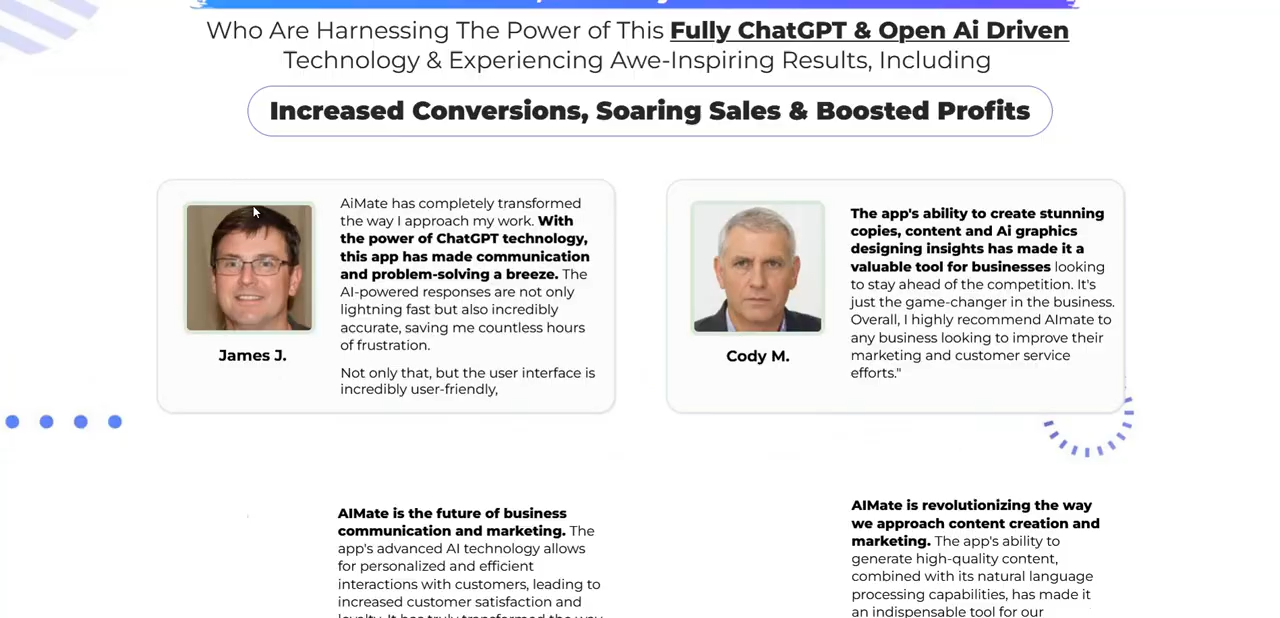 Who Are Harnessing The Power of This Fully ChatGPT & Open Ai Driven
Technology & Experiencing Awe-Inspiring Results, Including
Increased Conversions, Soaring Sales & Boosted Profits
AiMate has completely transformed
the way I approach my work. With
the power of ChatGPT technology,
this app has made communication
and problem-solving a breeze. The
AI-powered responses are not only
lightning fast but also incredibly
accurate, saving me countless hours
of frustration.
Not only that, but the user interface is
incredibly user-friendly,
James J.
The app's ability to create stunning
copies, content and Ai graphics
designing insights has made it a
valuable tool for businesses looking
to stay ahead of the competition. It's
just the game-changer in the business.
Overall, I highly recommend AImate to
any business looking to improve their
marketing and customer service
efforts."
Cody M.
AIMate is the future of business
communication and marketing. The
app's advanced AI technology allows
for personalized and efficient
interactions with customers, leading to
increased customer satisfaction and
loyalty. It has truly transformed the way
AIMate is revolutionizing the way
we approach content creation and
marketing. The app's ability to
generate high-quality content,
combined with its natural language
processing capabilities, has made it
an indispensable tool for our